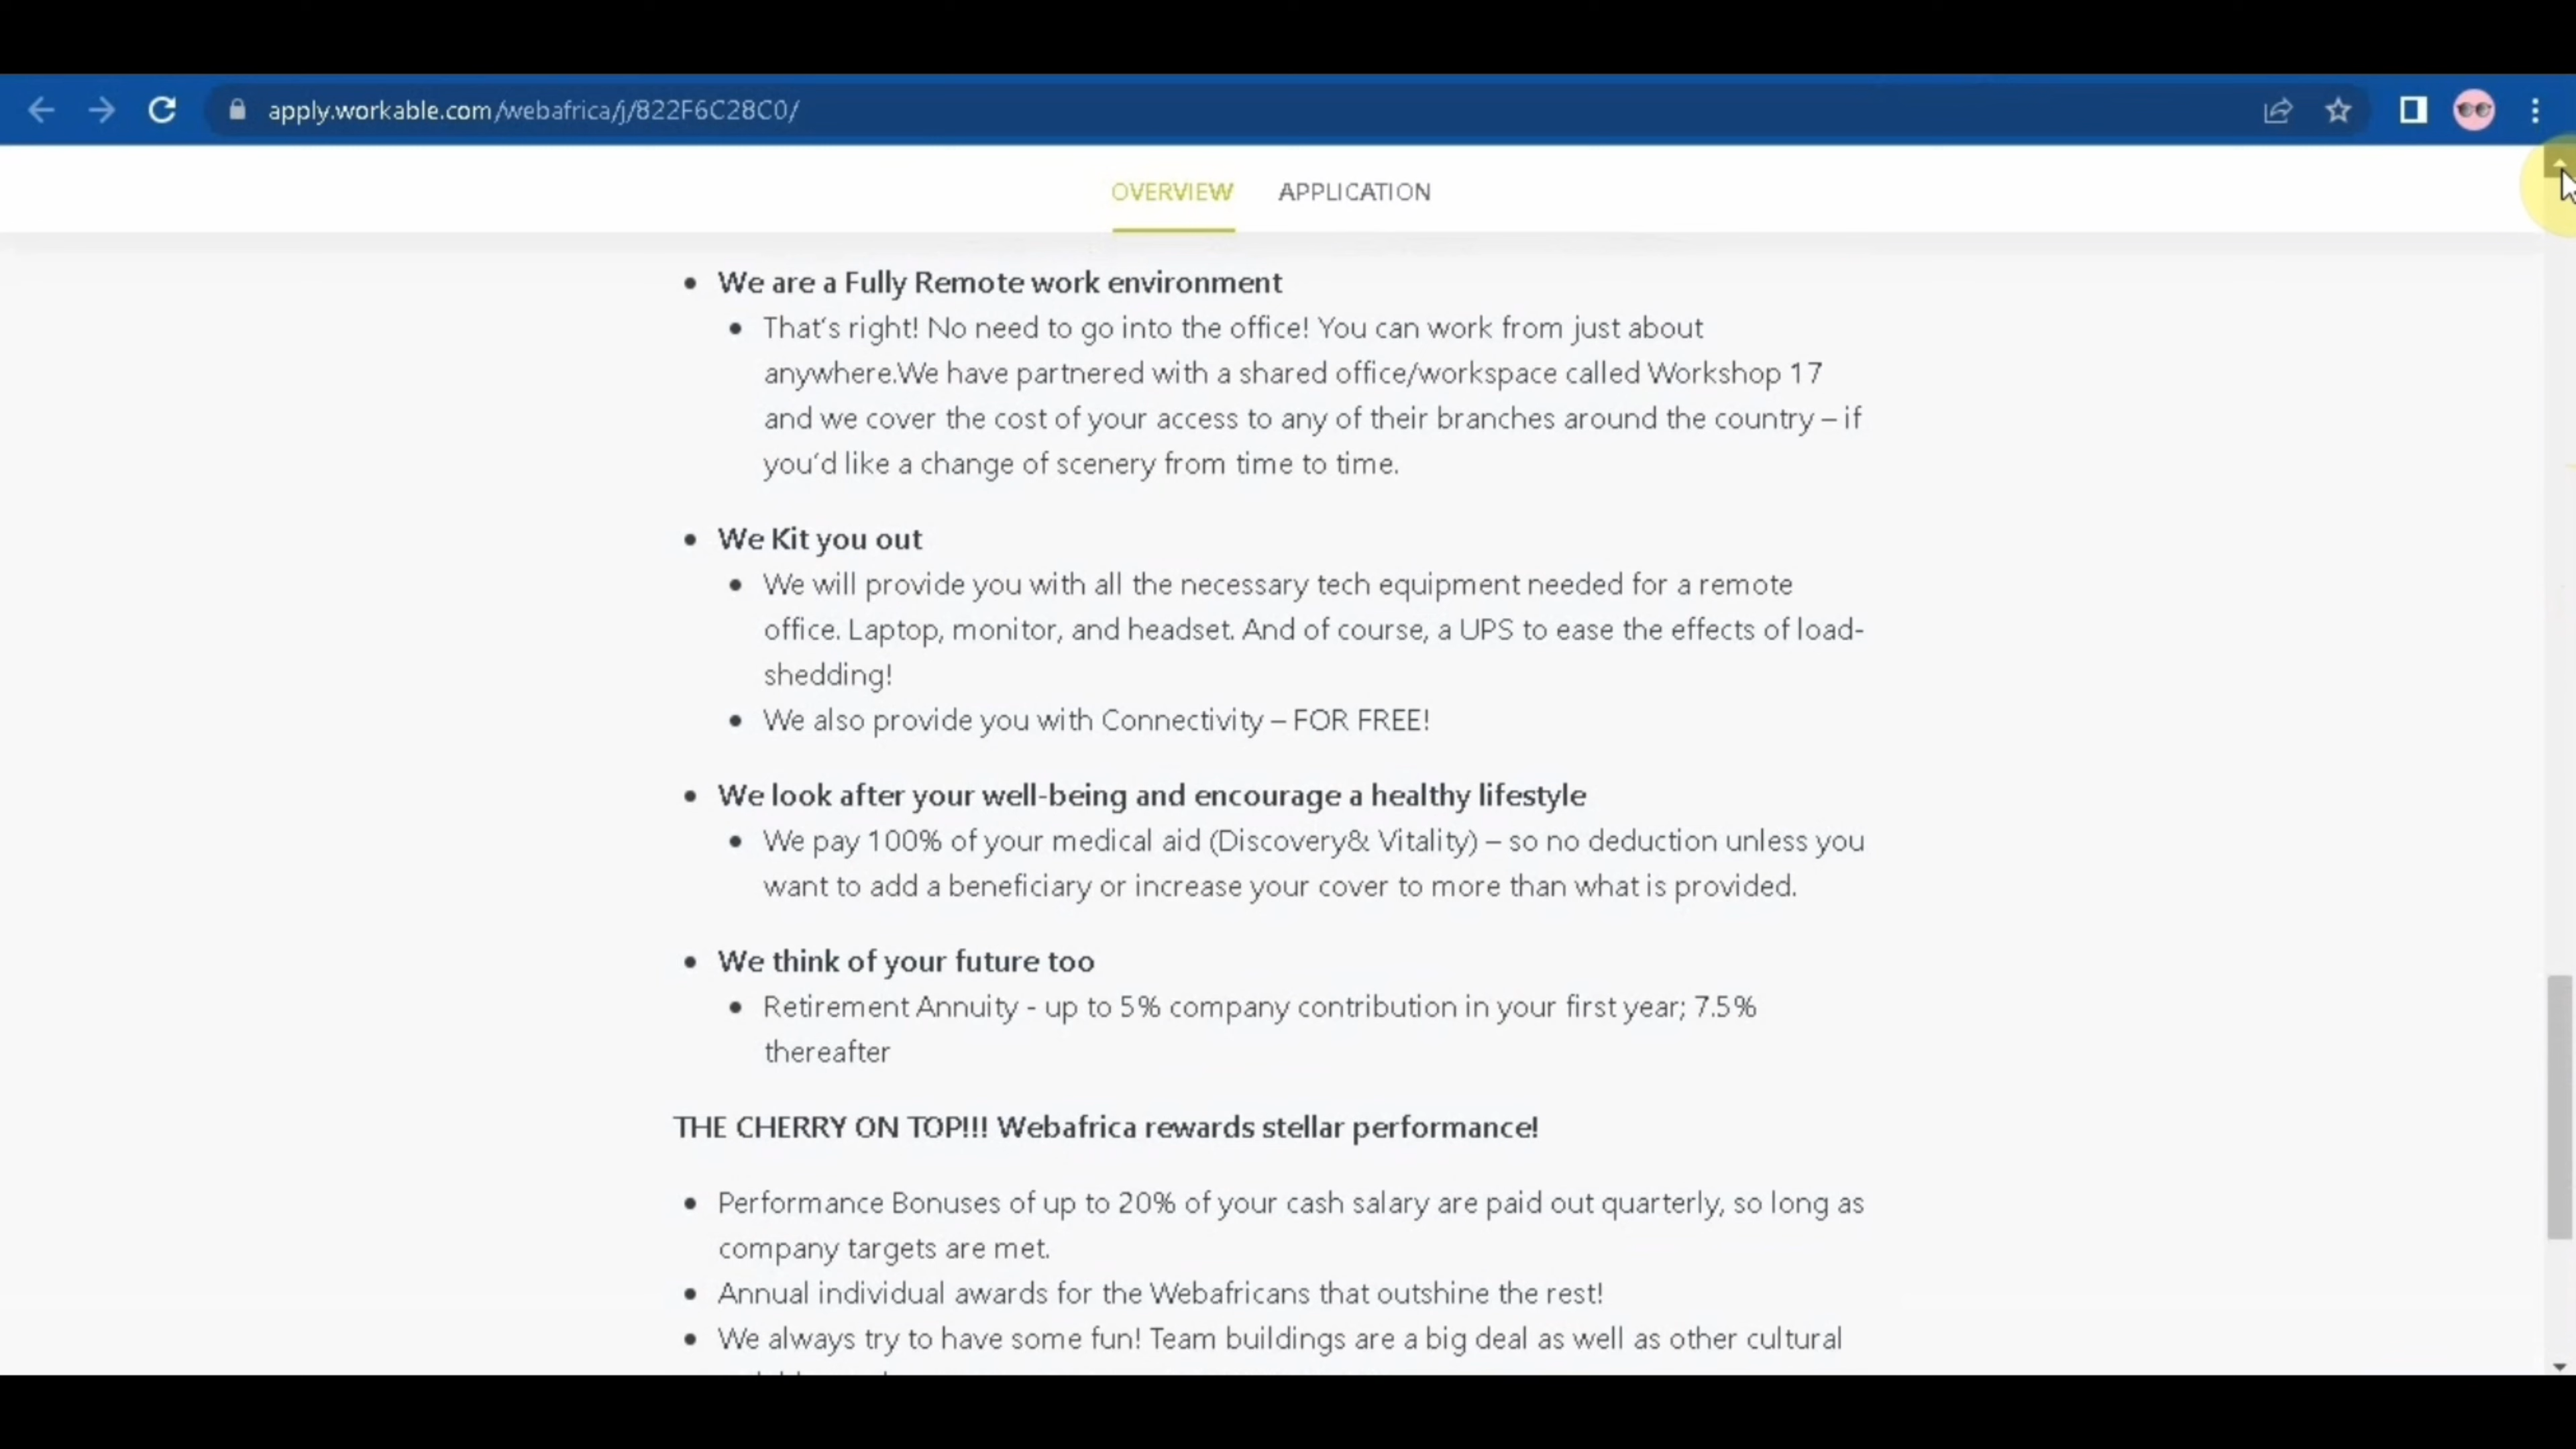 apply.workable.com/webafrica/j/822F6C28C0/
OVERVIEW APPLICATION
We are a Fully Remote work environment
That's right! No need to go into the office! You can work from just about
anywhere.We have partnered with a shared office/workspace called Workshop 17
and we cover the cost of your access to any of their branches around the country – if
you'd like a change of scenery from time to time.
We Kit you out
We will provide you with all the necessary tech equipment needed for a remote
office. Laptop, monitor, and headset. And of course, a UPS to ease the effects of load-
shedding!
We also provide you with Connectivity – FOR FREE!
We look after your well-being and encourage a healthy lifestyle
We pay 100% of your medical aid (Discovery& Vitality) – so no deduction unless you
want to add a beneficiary or increase your cover to more than what is provided.
We think of your future too
Retirement Annuity - up to 5% company contribution in your first year; 7.5%
thereafter
THE CHERRY ON TOP!!! Webafrica rewards stellar performance!
Performance Bonuses of up to 20% of your cash salary are paid out quarterly, so long as
company targets are met.
Annual individual awards for the Webafricans that outshine the rest!
We always try to have some fun! Team buildings are a big deal as well as other cultural